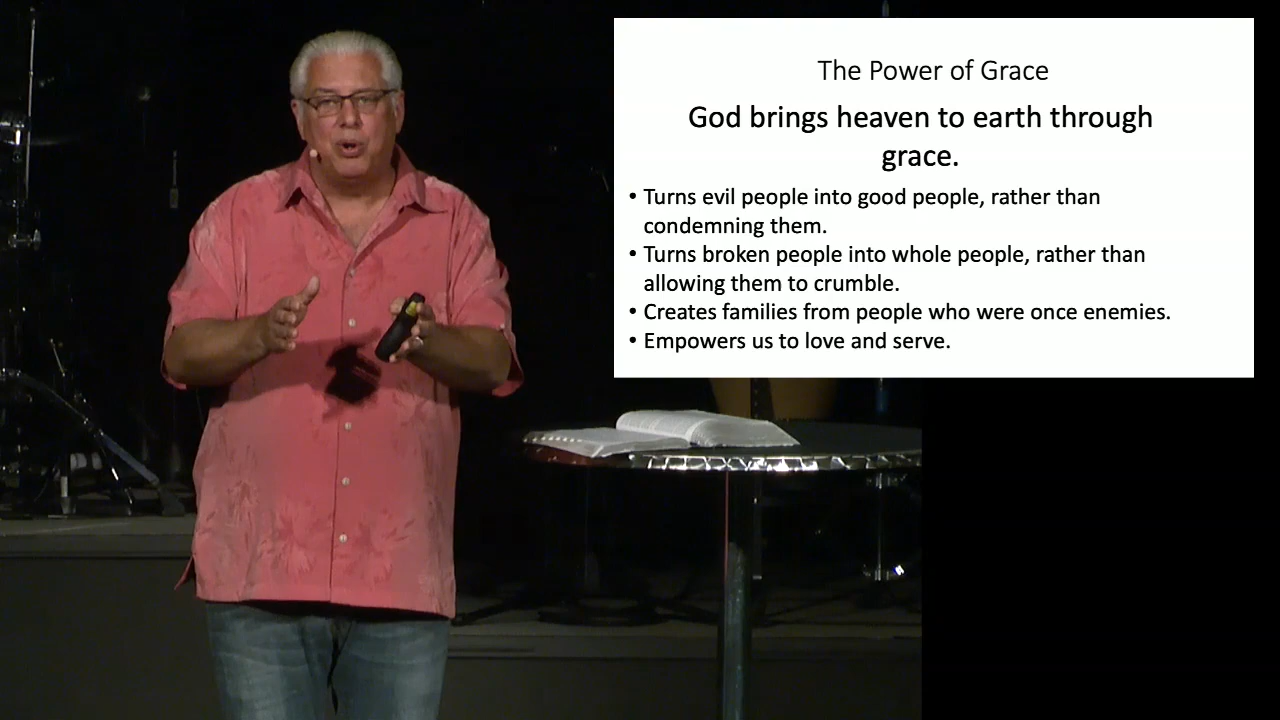 The Power of Grace
God brings heaven to earth through
grace.
• Turns evil people into good people, rather than
condemning them.
• Turns broken people into whole people, rather than
allowing them to crumble.
• Creates families from people who were once enemies.
• Empowers us to love and serve.